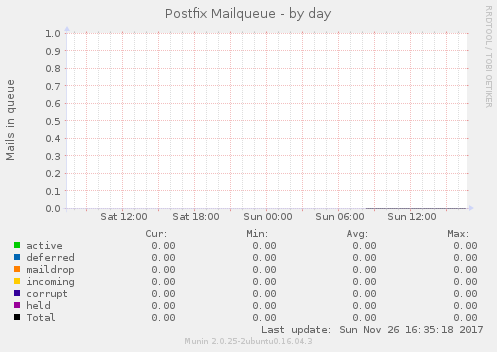 Postfix Mailqueue - by day
RRDTOOL / TOBI OETIKER
Mails in queue
1.0
0.9
0.8
0.7
0.6
0.5
0.4
0.3
0.2
0.1
0.0
Sat 12:00 Sat 18:00 Sun 00:00 Sun 06:00 Sun 12:00
Cur: Min: Avg: Max:
active 0.00 0.00 0.00 0.00
deferred 0.00 0.00 0.00 0.00
maildrop 0.00 0.00 0.00 0.00
incoming 0.00 0.00 0.00 0.00
corrupt 0.00 0.00 0.00 0.00
held 0.00 0.00 0.00 0.00
Total 0.00 0.00 0.00 0.00
Last update: Sun Nov 26 16:35:18 2017
Munin 2.0.25-2ubuntu0.16.04.3